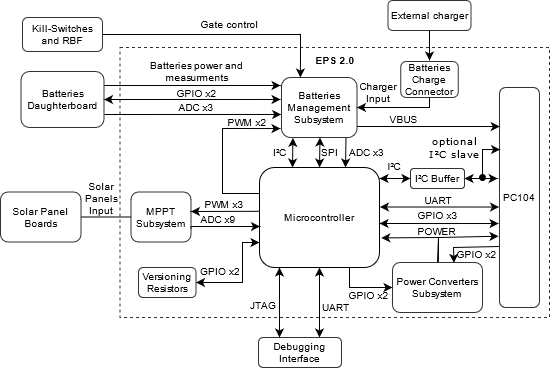 Kill-Switches
and RBF
Gate control
External charger
Batteries power and
measurments
EPS 2.0
Batteries
Daughterboard
GPIO x2
ADC x3
Batteries
Management
Subsystem
Charger
Input
Batteries
Charge
Connector
PWM x2
VBUS
I²C
SPI
ADC x3
optional
I²C slave
I²C
I²C Buffer
PC104
Solar Panel
Boards
Solar
Panels
Input
MPPT
Subsystem
PWM x3
ADC x9
Microcontroller
UART
GPIO x3
POWER
GPIO x2
Versioning
Resistors
GPIO x2
GPIO x2
Power Converters
Subsystem
JTAG
UART
Debugging
Interface